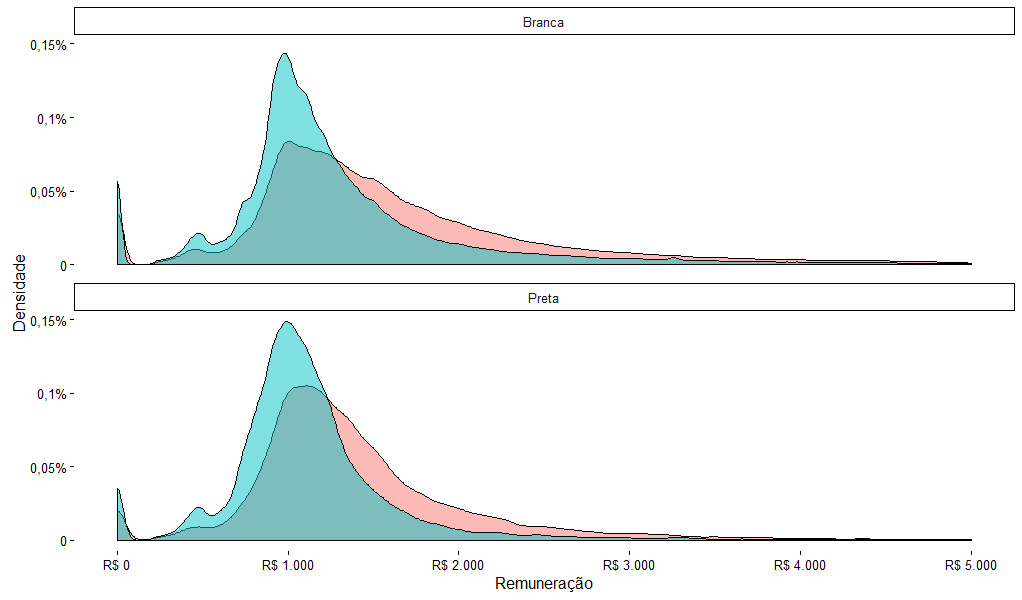 Branca
0,15%
0,1%
0,05%
0
Densidade
Preta
0,15%
0,1%
0,05%
0
R$ 0
R$ 1.000
R$ 2.000
R$ 3.000
R$ 4.000
R$ 5.000
Remuneração